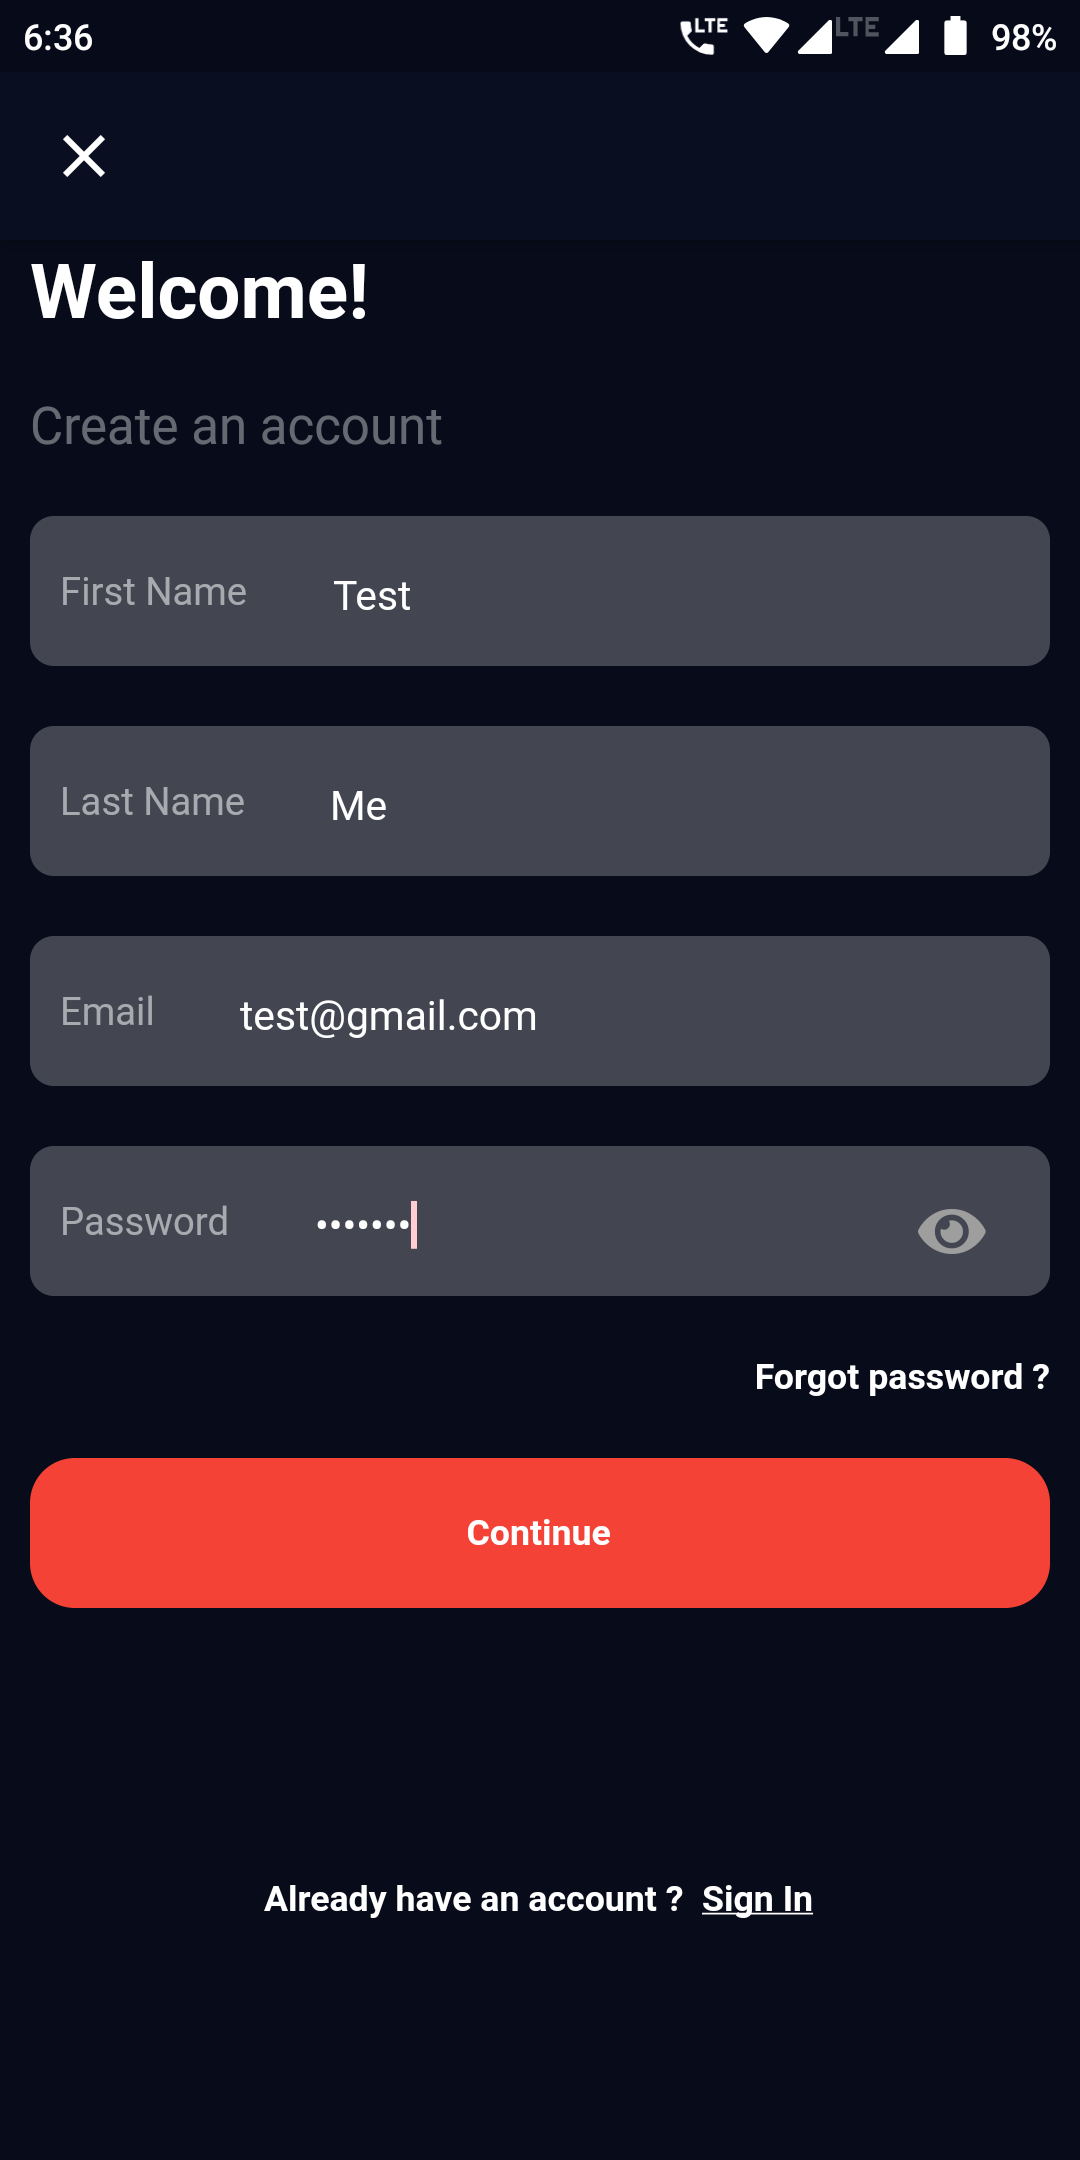 6:36 LTE LTE 98%
Welcome!
Create an account
First Name Test
Last Name Me
Email test@gmail.com
Password •••••••
Forgot password ?
Continue
Already have an account ? Sign In